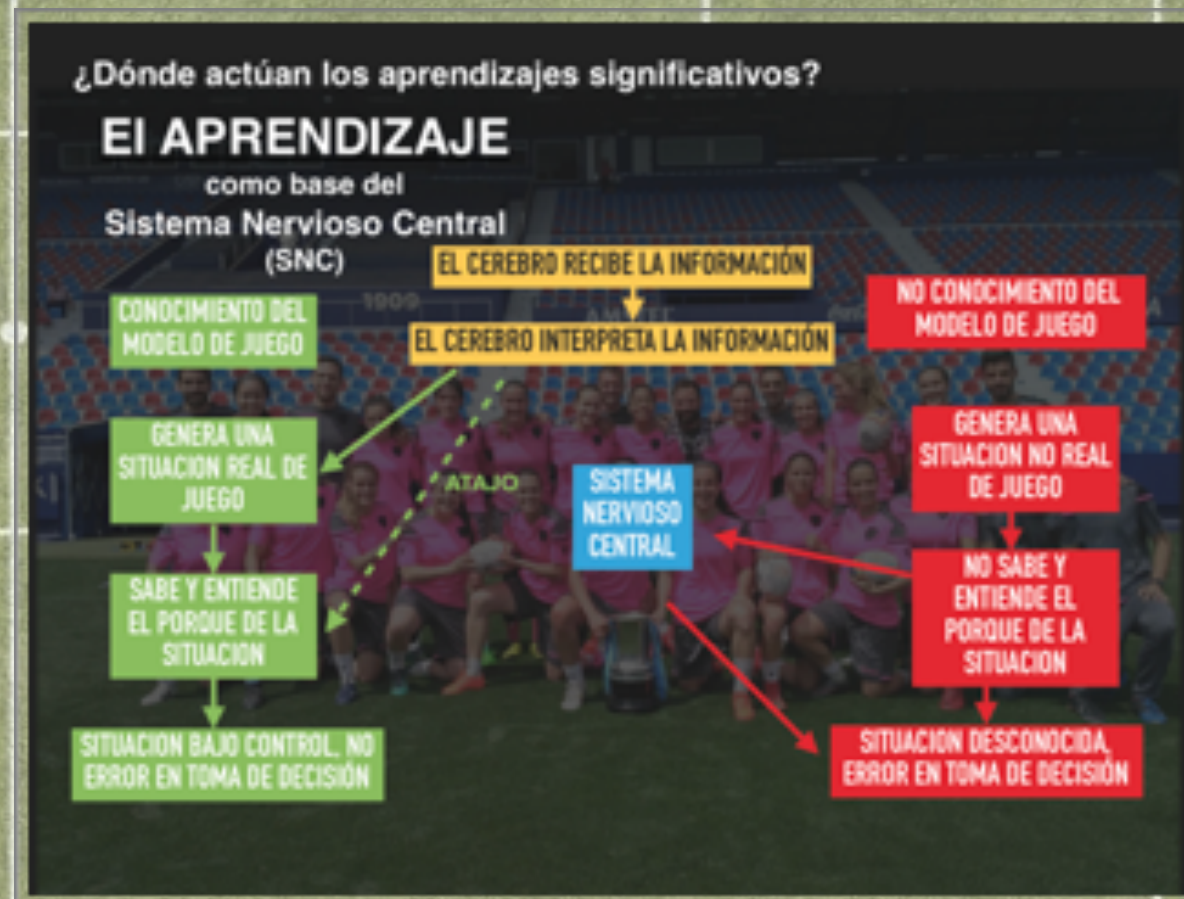 ¿Dónde actúan los aprendizajes significativos?
El APRENDIZAJE
como base del
Sistema Nervioso Central
(SNC)
EL CEREBRO RECIBE LA INFORMACIÓN
EL CEREBRO INTERPRETA LA INFORMACIÓN
CONOCIMIENTO DEL
MODELO DE JUEGO
GENERA UNA
SITUACION REAL DE
JUEGO
SABE Y ENTIENDE
EL PORQUE DE LA
SITUACION
SITUACION BAJO CONTROL, NO
ERROR EN TOMA DE DECISIÓN
ATAJO
SISTEMA
NERVIOSO
CENTRAL
NO CONOCIMIENTO DEL
MODELO DE JUEGO
GENERA UNA
SITUACION NO REAL
DE JUEGO
NO SABE Y
ENTIENDE EL
PORQUE DE LA
SITUACION
SITUACION DESCONOCIDA,
ERROR EN TOMA DE DECISIÓN
1909